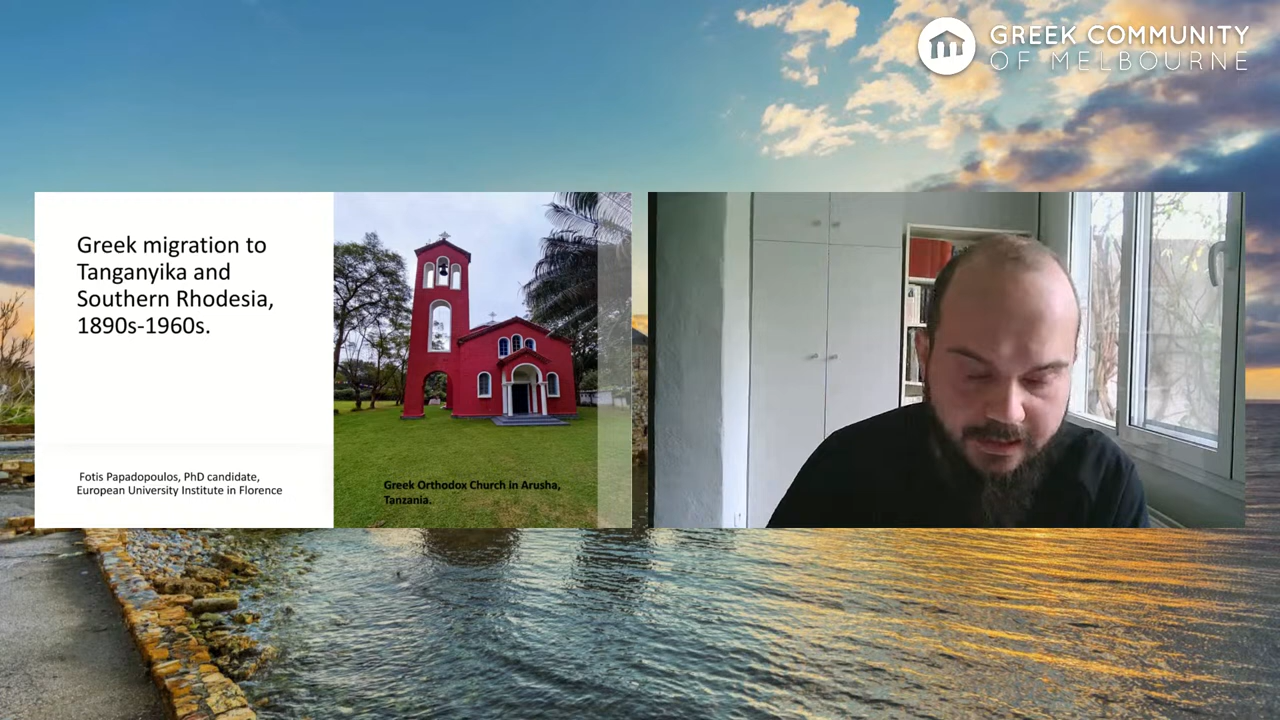 GREEK COMMUNITY
OF MELBOURNE
Greek migration to
Tanganyika and
Southern Rhodesia,
1890s-1960s.
Fotis Papadopoulos, PhD candidate,
European University Institute in Florence
Greek Orthodox Church in Arusha,
Tanzania.